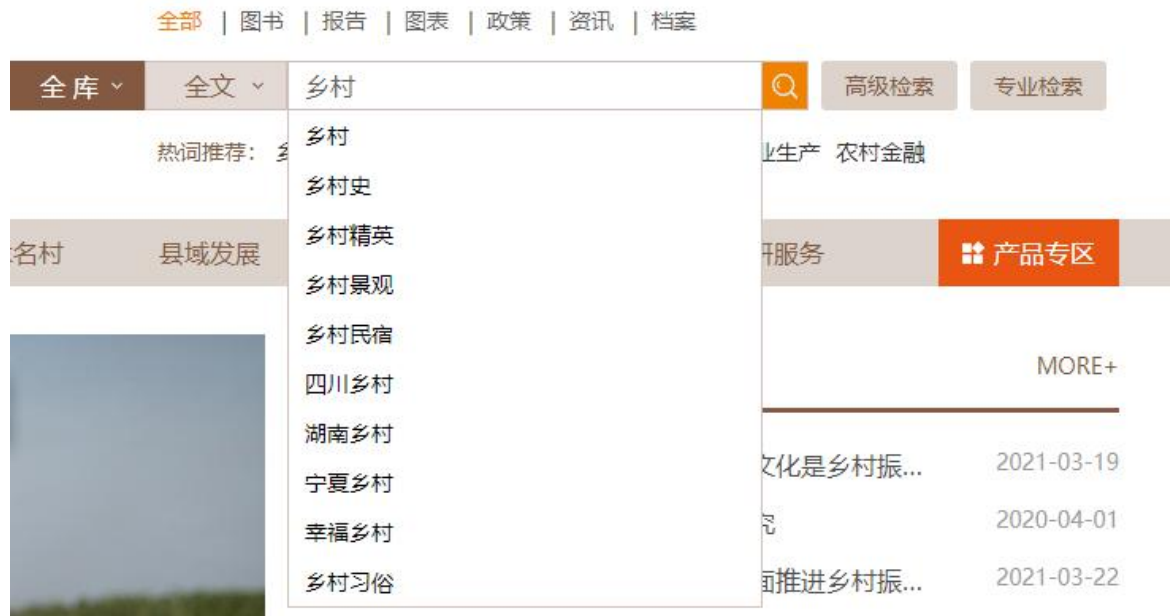 全部 | 图书 | 报告 | 图表 | 政策 | 资讯 | 档案
全库 全文 乡村 高级检索 专业检索
热词推荐： 业生产 农村金融
乡村
乡村史
乡村精英
乡村景观
乡村民宿
四川乡村
湖南乡村
宁夏乡村
幸福乡村
乡村习俗
名村 县域发展 研服务 产品专区
MORE+
文化是乡村振... 2021-03-19
究 2020-04-01
面推进乡村振... 2021-03-22